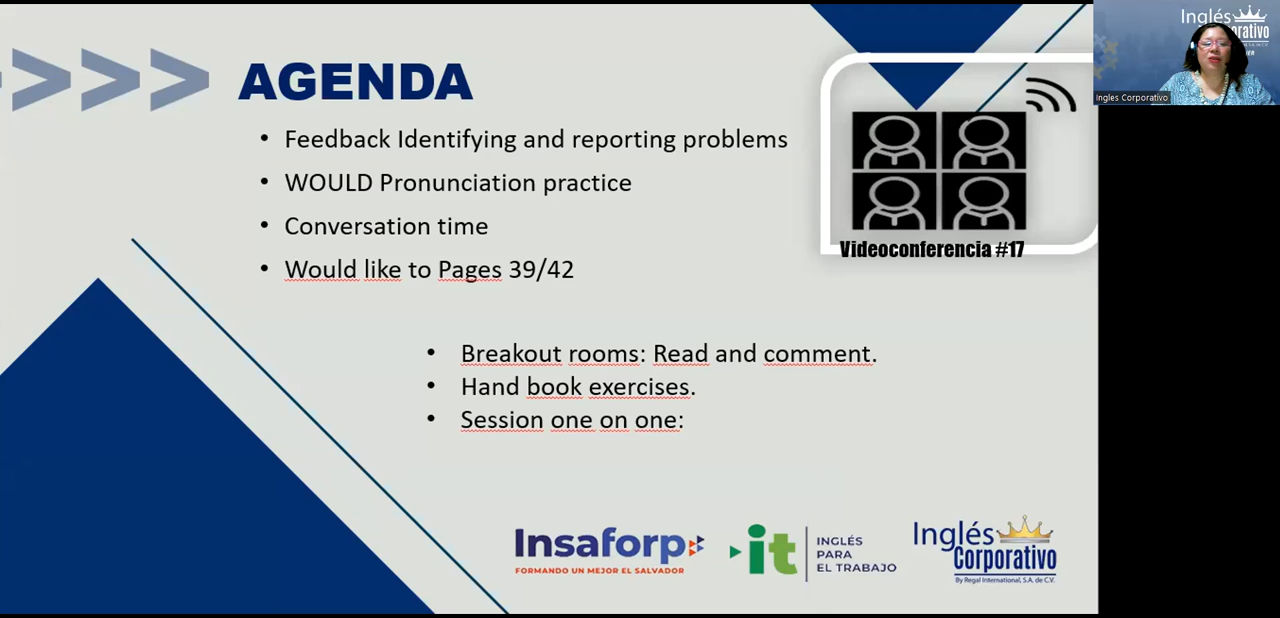 AGENDA
• Feedback Identifying and reporting problems
• WOULD Pronunciation practice
• Conversation time
• Would like to Pages 39/42
• Breakout rooms: Read and comment.
• Hand book exercises.
• Session one on one:
Videoconferencia #17
Inglés
Ingles Corporativo
Insaforp
FORMANDO UN MEJOR EL SALVADOR
it
INGLÉS
PARA
EL TRABAJO
Inglés
Corporativo
By Regal International, S.A. de C.V.